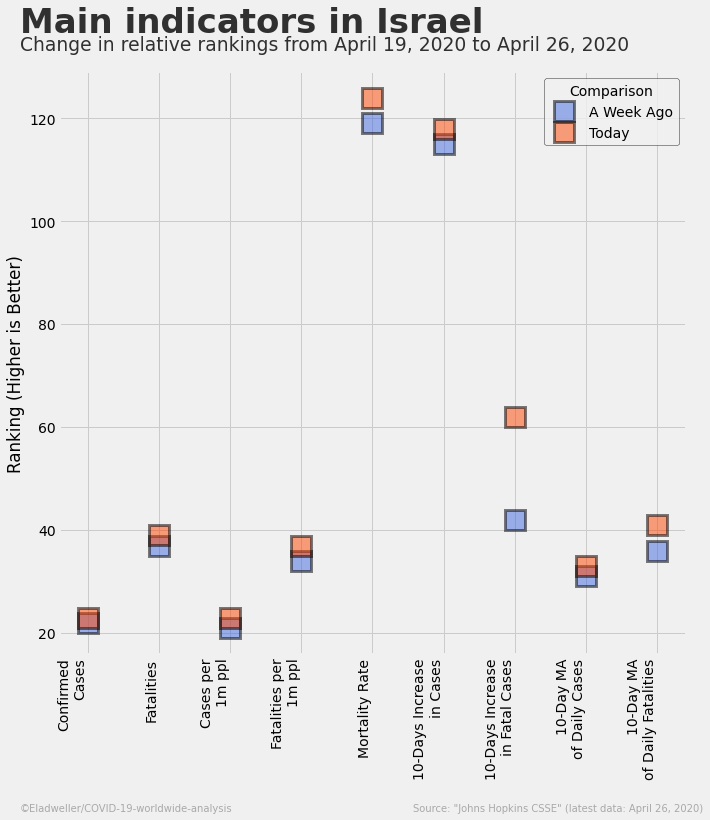 Main indicators in Israel
Change in relative rankings from April 19, 2020 to April 26, 2020
Comparison
A Week Ago
Today
Ranking (Higher is Better)
120
100
80
60
40
20
Confirmed
Cases
Fatalities
Cases per
1m ppl
Fatalities per
1m ppl
Mortality Rate
10-Days Increase
in Cases
10-Days Increase
in Fatal Cases
10-Day MA
of Daily Cases
10-Day MA
of Daily Fatalities
©Eladweller/COVID-19-worldwide-analysis
Source: "Johns Hopkins CSSE" (latest data: April 26, 2020)